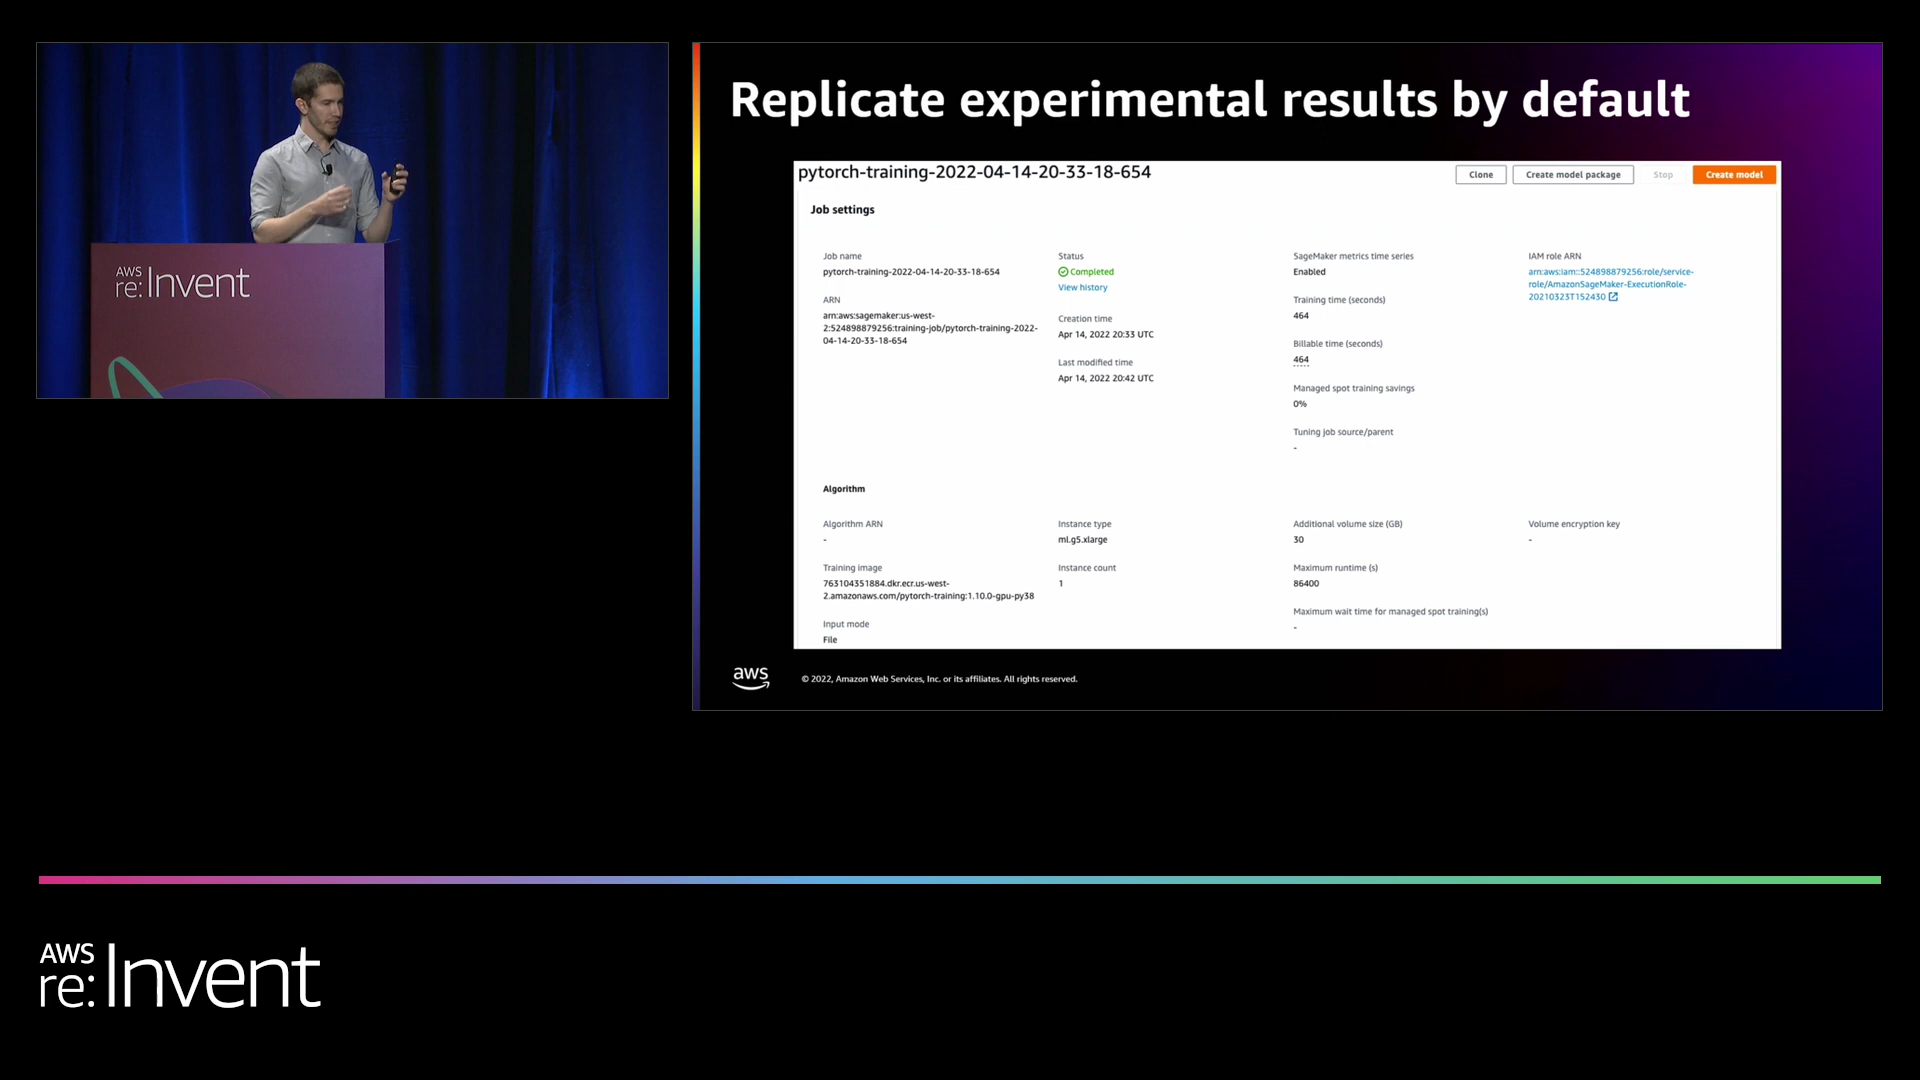 AWS
re:Invent
Replicate experimental results by default
pytorch-training-2022-04-14-20-33-18-654
Clone
Create model package
Stop
Create model
Job settings
Job name
pytorch-training-2022-04-14-20-33-18-654
ARN
arn:aws:sagemaker:us-west-
2:524898879256:training-job/pytorch-training-2022-
04-14-20-33-18-654
Status
Completed
View history
Creation time
Apr 14, 2022 20:33 UTC
Last modified time
Apr 14, 2022 20:42 UTC
SageMaker metrics time series
Enabled
Training time (seconds)
464
Billable time (seconds)
464
Managed spot training savings
0%
Tuning job source/parent
-
IAM role ARN
arn:aws:iam::524898879256:role/service-
role/AmazonSageMaker-ExecutionRole-
20210323T152430
Algorithm
Algorithm ARN
-
Training image
763104351884.dkr.ecr.us-west-
2.amazonaws.com/pytorch-training:1.10.0-gpu-py38
Input mode
File
Instance type
ml.g5.xlarge
Instance count
1
Additional volume size (GB)
30
Maximum runtime (s)
86400
Maximum wait time for managed spot training(s)
-
Volume encryption key
-
aws
© 2022, Amazon Web Services, Inc. or its affiliates. All rights reserved.
AWS
re:Invent